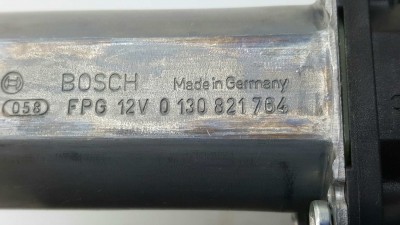 BOSCH Made in Germany
058 FPG 12V 0 130 821 764